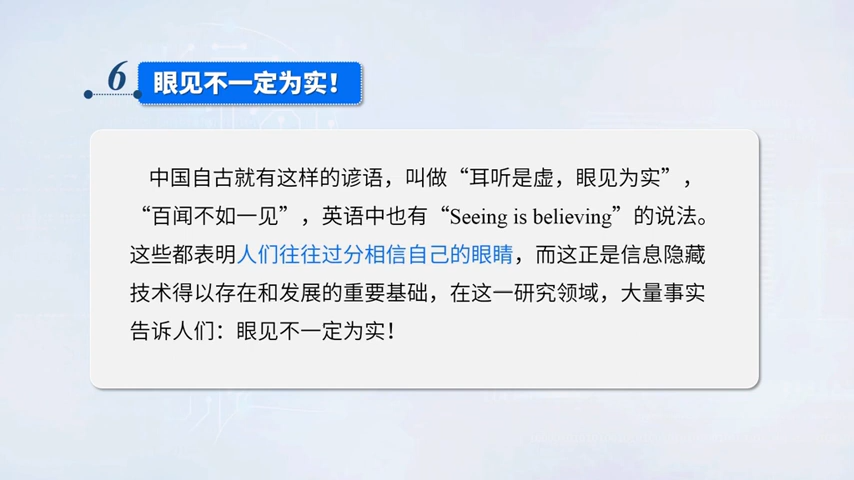 6
眼见不一定为实！
中国自古就有这样的谚语，叫做“耳听是虚，眼见为实”，
“百闻不如一见”，英语中也有“Seeing is believing”的说法。
这些都表明人们往往过分相信自己的眼睛，而这正是信息隐藏
技术得以存在和发展的重要基础，在这一研究领域，大量事实
告诉人们：眼见不一定为实！